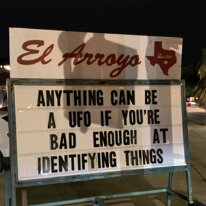 El Arroyo
ANYTHING CAN BE
A UFO IF YOU'RE
BAD ENOUGH AT
IDENTIFYING THINGS